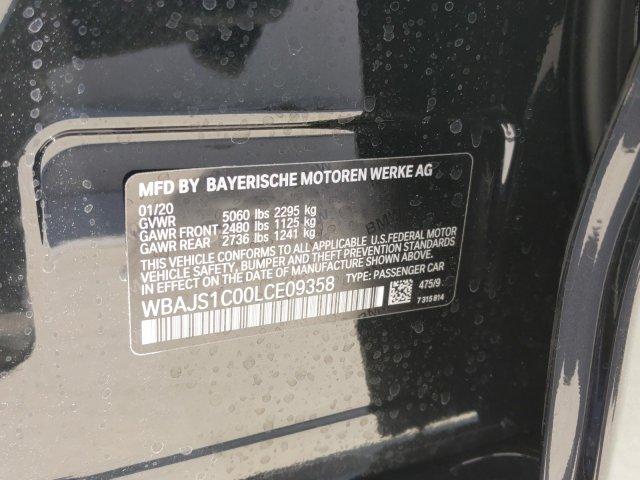 MFD BY BAYERISCHE MOTOREN WERKE AG
01/20
GVWR 5060 lbs 2295 kg
GAWR FRONT 2480 lbs 1125 kg
GAWR REAR 2736 lbs 1241 kg
THIS VEHICLE CONFORMS TO ALL APPLICABLE U.S.FEDERAL MOTOR
VEHICLE SAFETY, BUMPER AND THEFT PREVENTION STANDARDS
IN EFFECT ON THE DATE OF MANUFACTURE SHOWN ABOVE.
WBAJS1C00LCE09358 TYPE: PASSENGER CAR
475/9
7 315 814